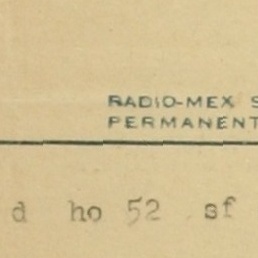 RADIO-MEX S
PERMANENT
d ho 52 sf